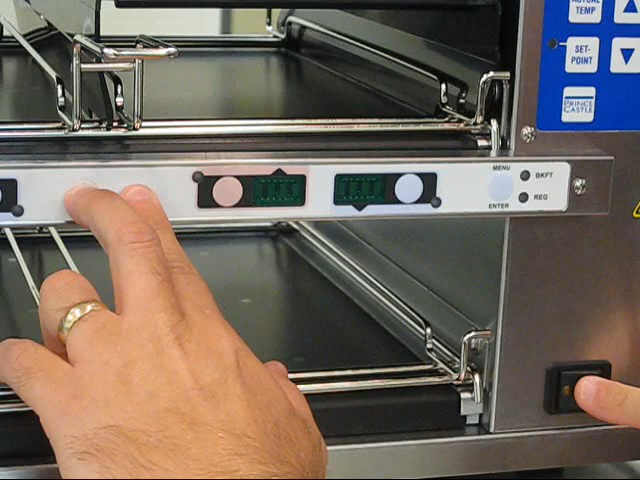 ACTUAL
TEMP
SET-
POINT
PRINCE
CASTLE
MENU
ENTER
BKFT
REG